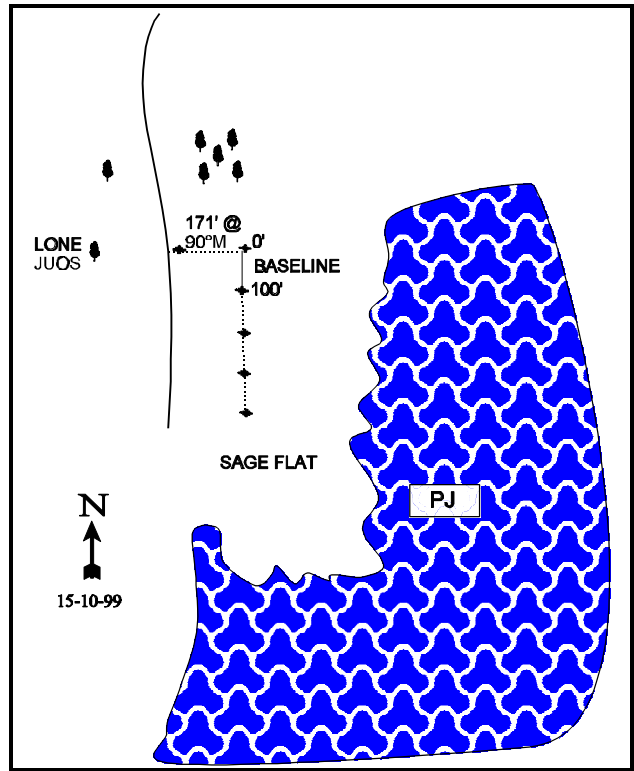 171' @
90°M
0'
LONE
JUOS
BASELINE
100'
SAGE FLAT
PJ
N
15-10-99